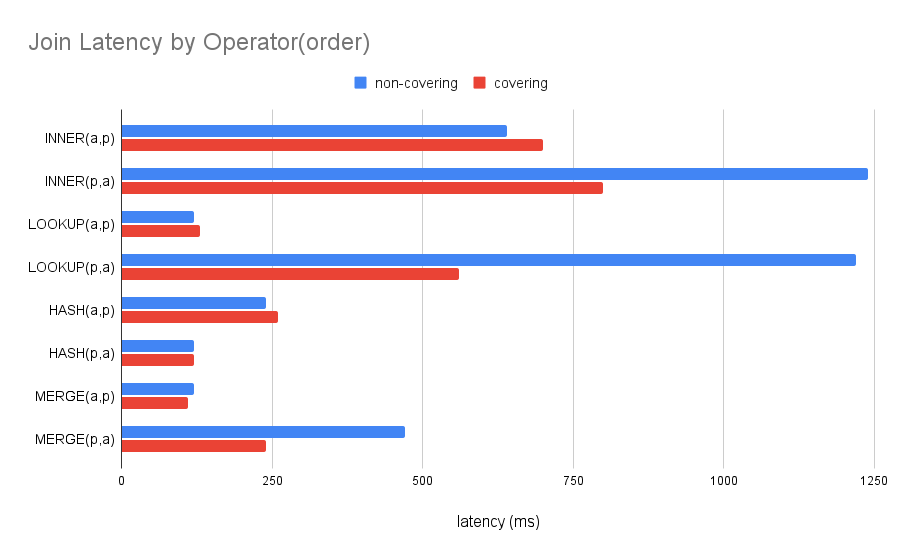 Join Latency by Operator(order)
non-covering covering
INNER(a,p)
INNER(p,a)
LOOKUP(a,p)
LOOKUP(p,a)
HASH(a,p)
HASH(p,a)
MERGE(a,p)
MERGE(p,a)
0 250 500 750 1000 1250
latency (ms)